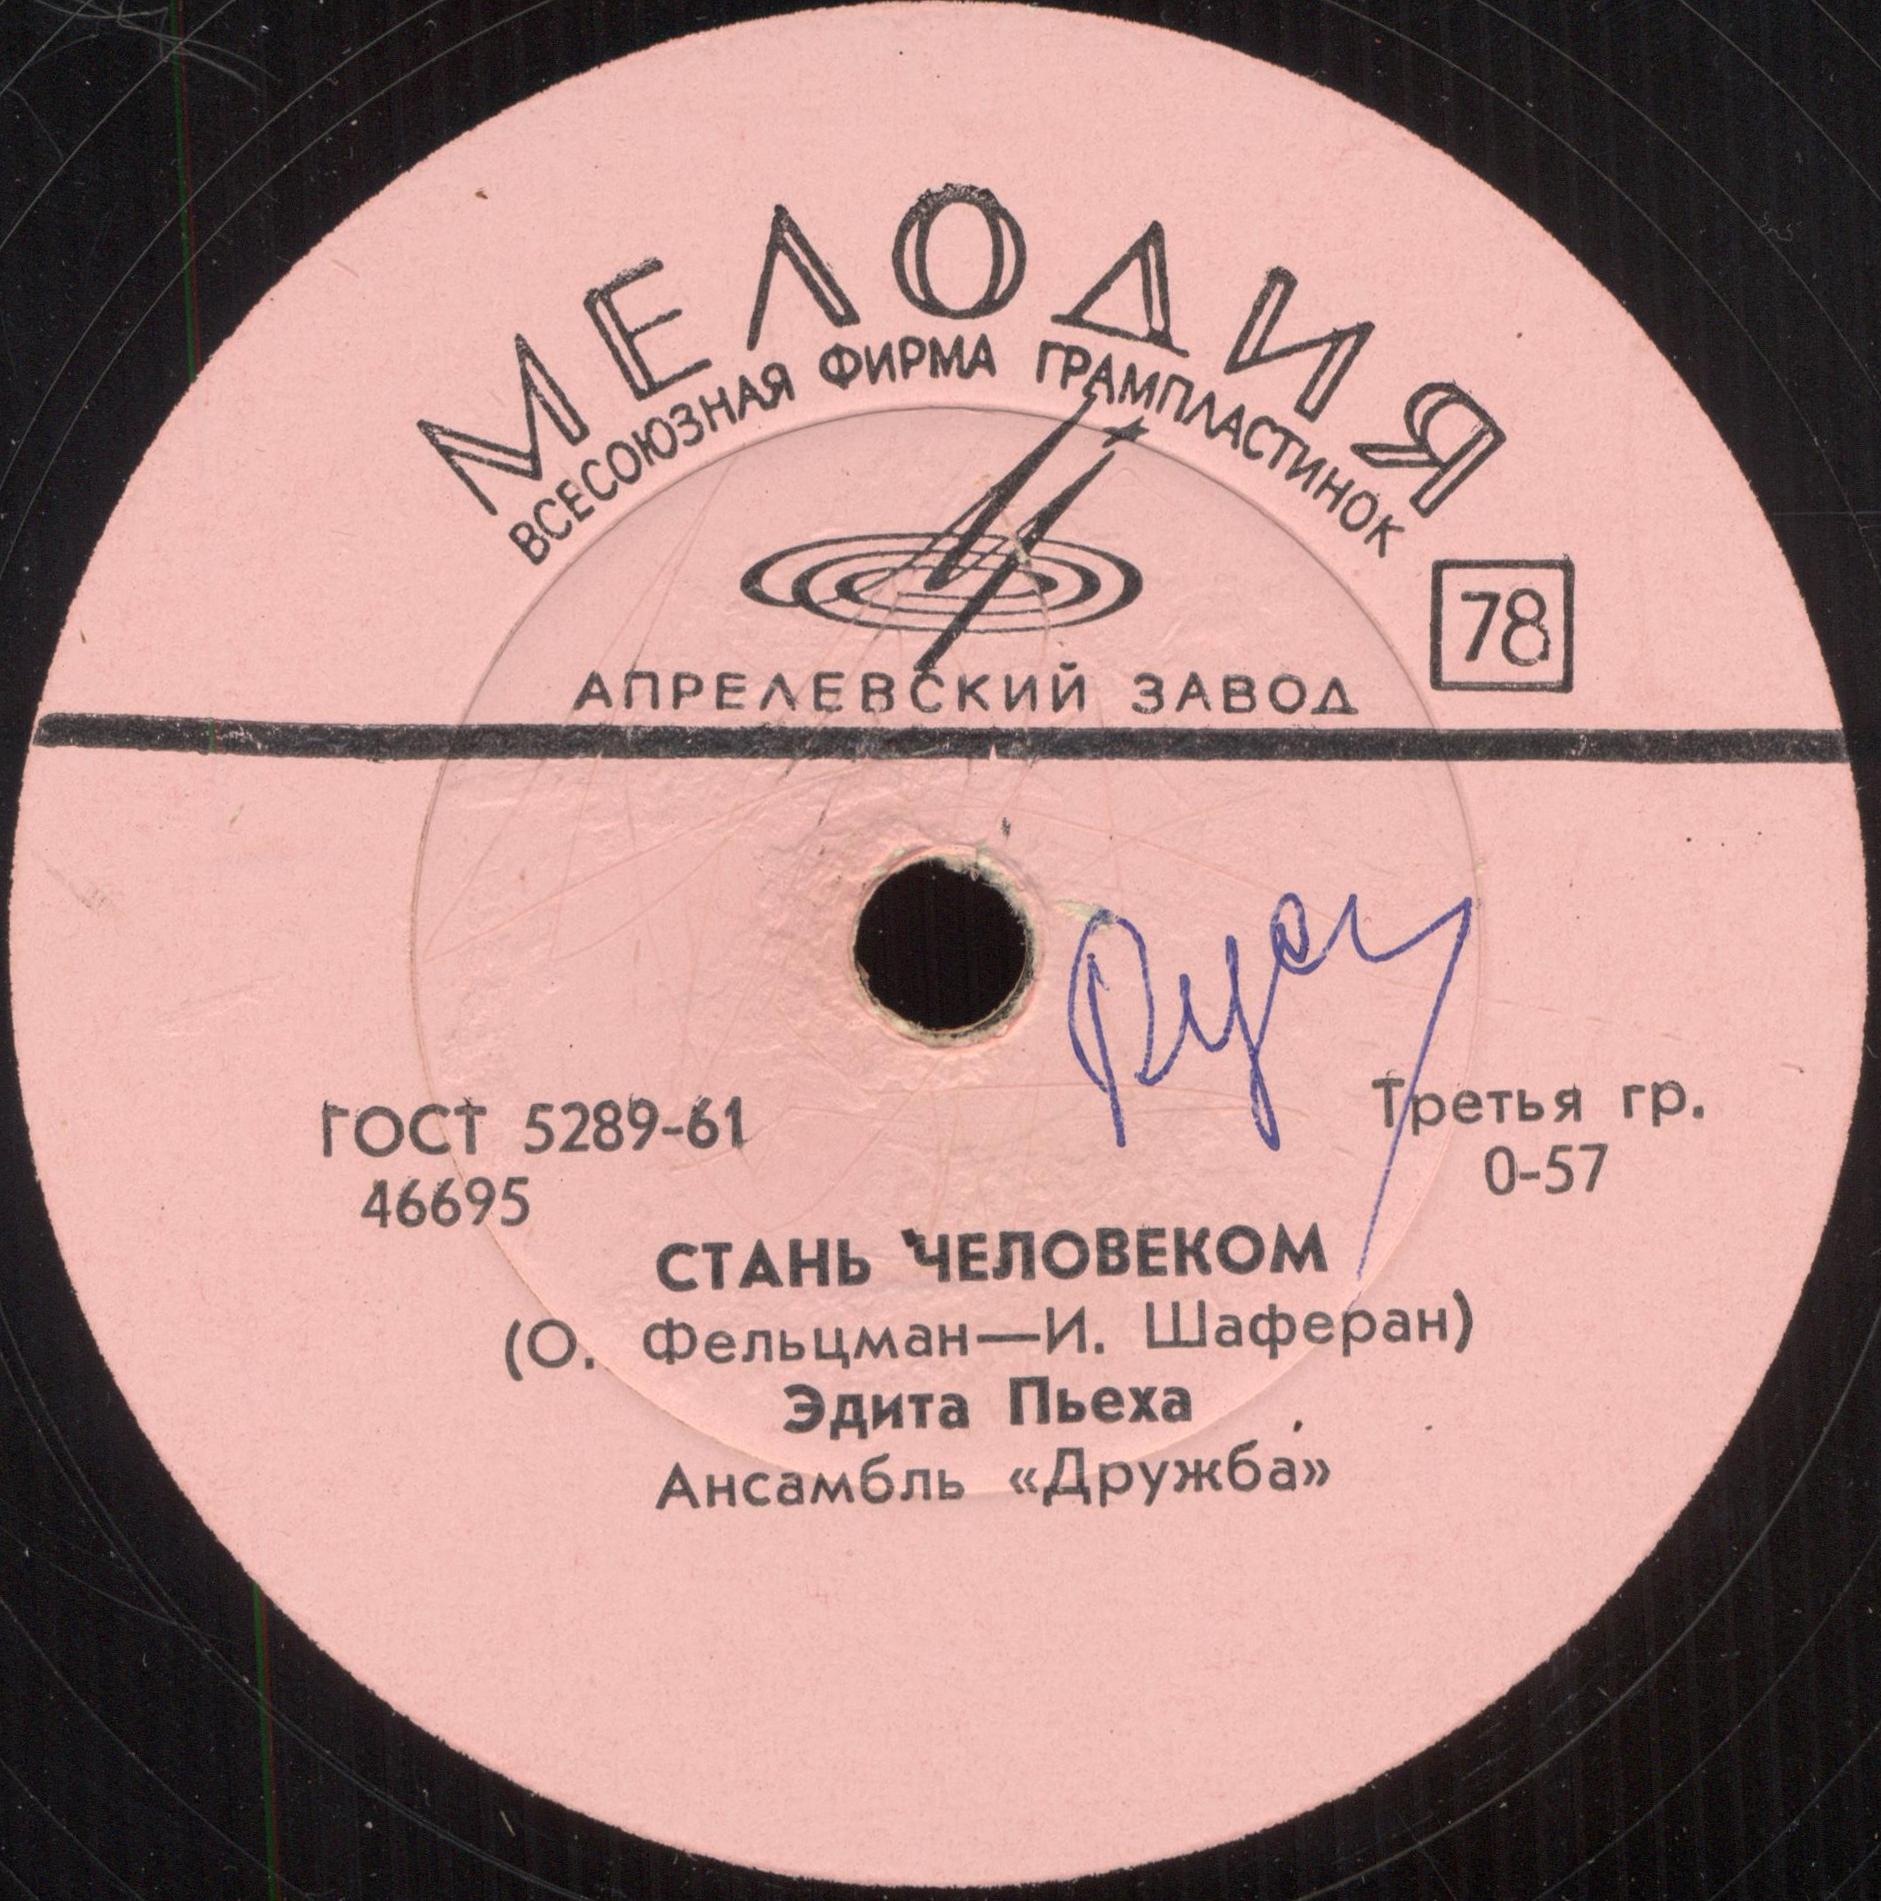 МЕЛОДИЯ
ВСЕСОЮЗНАЯ ФИРМА ГРАМПЛАСТИНОК
78
АПРЕЛЕВСКИЙ ЗАВОД
ГОСТ 5289-61
46695
Третья гр.
0-57
СТАНЬ ЧЕЛОВЕКОМ
(О. Фельцман—И. Шаферан)
Эдита Пьеха
Ансамбль «Дружба»